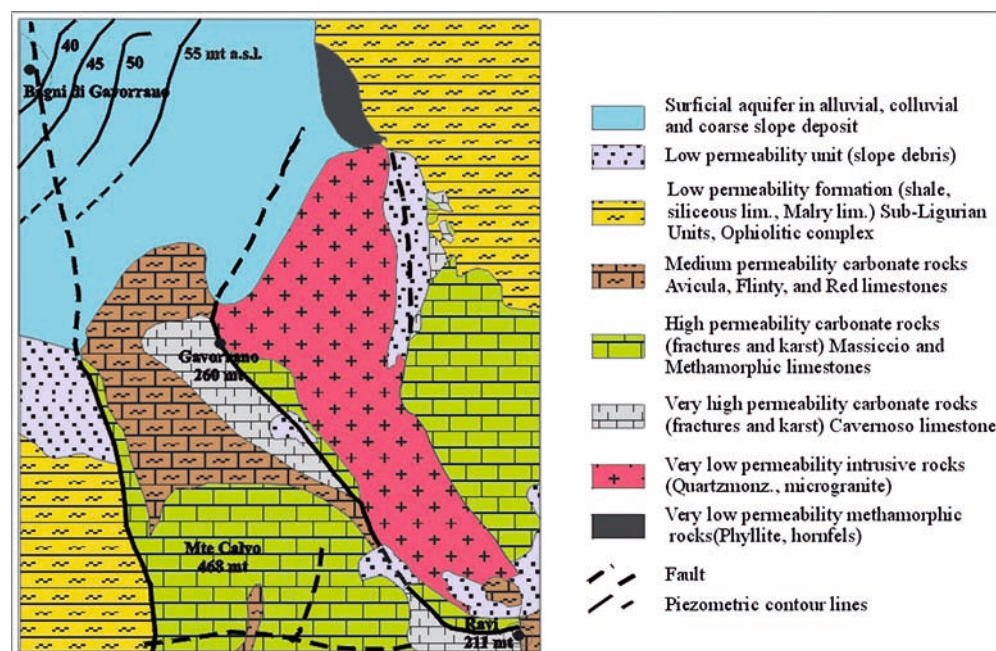 40
45
50
55 mt a.s.l.
Bagni di Gavorrano
Gavorrano
260 mt
Mte Calvo
468 mt
Ravi
211 mt
Surficial aquifer in alluvial, colluvial
and coarse slope deposit
Low permeability unit (slope debris)
Low permeability formation (shale,
siliceous lim., Malry lim.) Sub-Ligurian
Units, Ophiolitic complex
Medium permeability carbonate rocks
Avicula, Flinty, and Red limestones
High permeability carbonate rocks
(fractures and karst) Massiccio and
Methamorphic limestones
Very high permeability carbonate rocks
(fractures and karst) Cavernoso limestone
Very low permeability intrusive rocks
(Quartzmonz., microgranite)
Very low permeability methamorphic
rocks(Phyllite, hornfels)
Fault
Piezometric contour lines